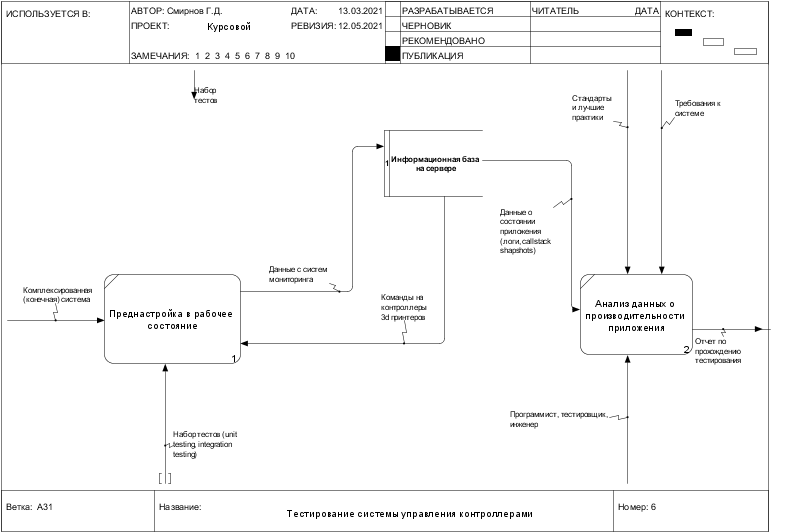 ИСПОЛЬЗУЕТСЯ В:
АВТОР: Смирнов Г.Д.
ДАТА: 13.03.2021
ПРОЕКТ: Курсовой
РЕВИЗИЯ: 12.05.2021
ЗАМЕЧАНИЯ: 1 2 3 4 5 6 7 8 9 10
РАЗРАБАТЫВАЕТСЯ
ЧЕРНОВИК
РЕКОМЕНДОВАНО
ПУБЛИКАЦИЯ
ЧИТАТЕЛЬ ДАТА
КОНТЕКСТ:
Набор
тестов
Стандарты
и лучшие
практики
Требования к
системе
1
Информационная база
на сервере
Данные о
состоянии
приложения
(логи, callstack
shapshots)
Данные с систем
мониторинга
Комплексированная
(конечная) система
Преднастройка в рабочее
состояние
1
Команды на
контроллеры
3d принтеров
Анализ данных о
производительности
приложения
2
Отчет по
прохождению
тестирования
Программист, тестировщик,
инженер
Набор тестов (unit
testing, integration
testing)
Ветка: A31
Название:
Тестирование системы управления контроллерами
Номер: 6